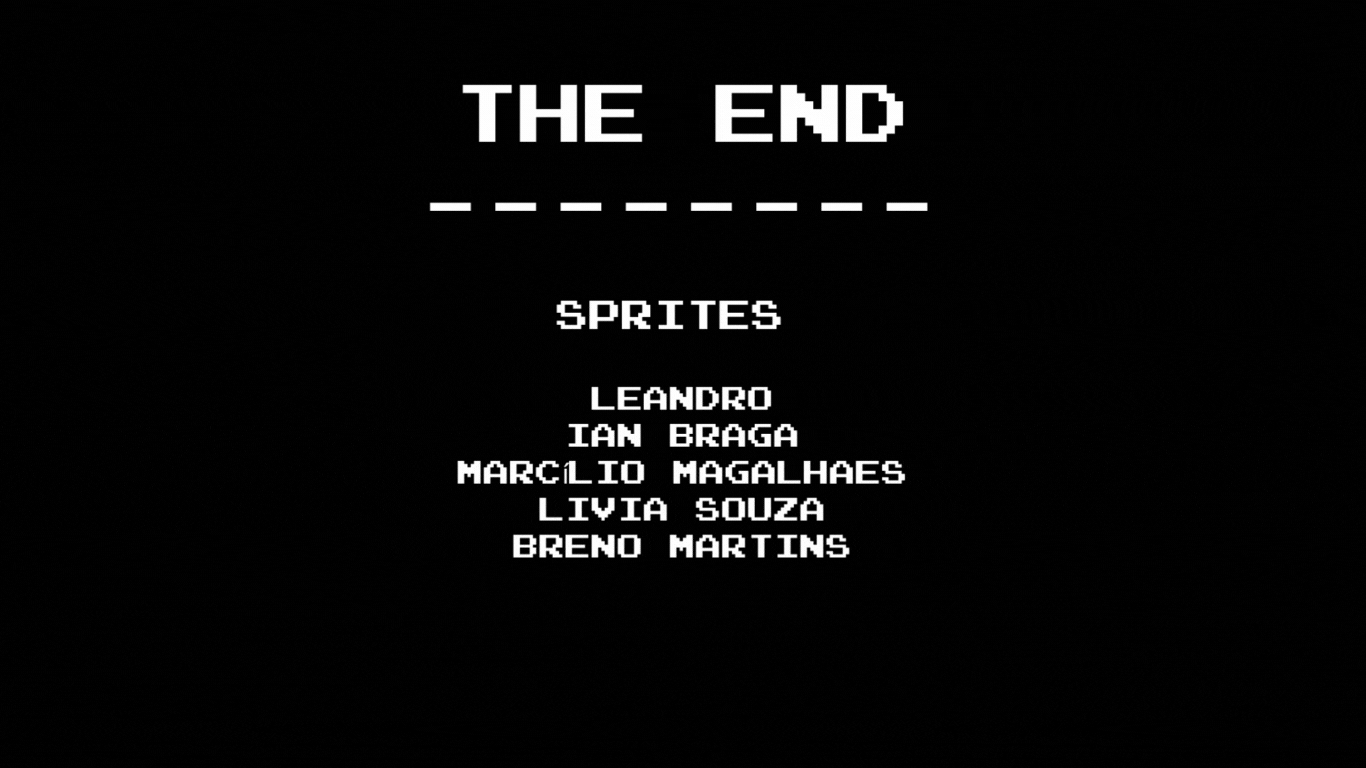 THE END
- - - - - - - -
SPRITES
LEANDRO
IAN BRAGA
MARCíLIO MAGALHAES
LIVIA SOUZA
BRENO MARTINS